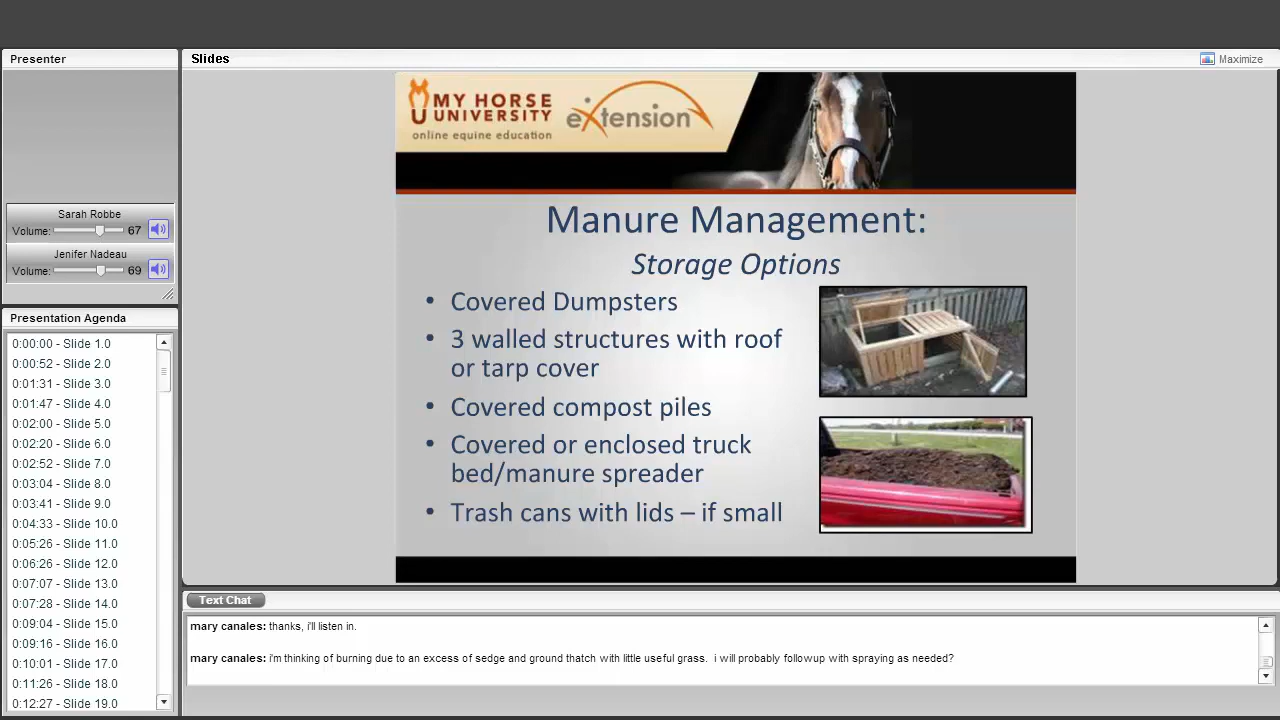 Presenter
Sarah Robbe
Volume: 67
Jenifer Nadeau
Volume: 69
Presentation Agenda
0:00:00 - Slide 1.0
0:00:52 - Slide 2.0
0:01:31 - Slide 3.0
0:01:47 - Slide 4.0
0:02:00 - Slide 5.0
0:02:20 - Slide 6.0
0:02:52 - Slide 7.0
0:03:04 - Slide 8.0
0:03:41 - Slide 9.0
0:04:33 - Slide 10.0
0:05:26 - Slide 11.0
0:06:26 - Slide 12.0
0:07:07 - Slide 13.0
0:07:28 - Slide 14.0
0:09:04 - Slide 15.0
0:09:16 - Slide 16.0
0:10:01 - Slide 17.0
0:11:26 - Slide 18.0
0:12:27 - Slide 19.0
Slides
Maximize
MY HORSE
UNIVERSITY
online equine education
eXtension
Manure Management:
Storage Options
• Covered Dumpsters
• 3 walled structures with roof
or tarp cover
• Covered compost piles
• Covered or enclosed truck
bed/manure spreader
• Trash cans with lids – if small
Text Chat
mary canales: thanks, i'll listen in.
mary canales: i'm thinking of burning due to an excess of sedge and ground thatch with little useful grass.  i will probably followup with spraying as needed?